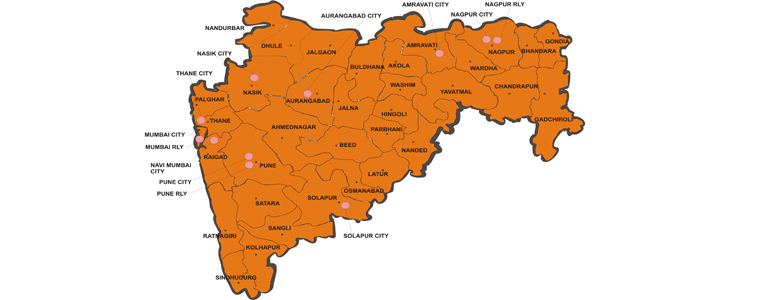 NAGPUR RLY
AMRAVATI CITY
NAGPUR CITY
AURANGABAD CITY
NANDURBAR
DHULE
JALGAON
AMRAVATI
NAGPUR
GONDIA
BHANDARA
NASIK CITY
BULDHANA
AKOLA
WARDHA
THANE CITY
NASIK
WASHIM
YAVATMAL
CHANDRAPUR
PALGHAR
AURANGABAD
JALNA
HINGOLI
THANE
GADCHIROLI
AHMEDNAGAR
PARBHANI
MUMBAI CITY
MUMBAI RLY
BEED
NANDED
RAIGAD
NAVI MUMBAI
CITY
PUNE
LATUR
PUNE CITY
PUNE RLY
OSMANABAD
SOLAPUR
SATARA
SANGLI
RATNAGIRI
SOLAPUR CITY
KOLHAPUR
SINDHUDURG